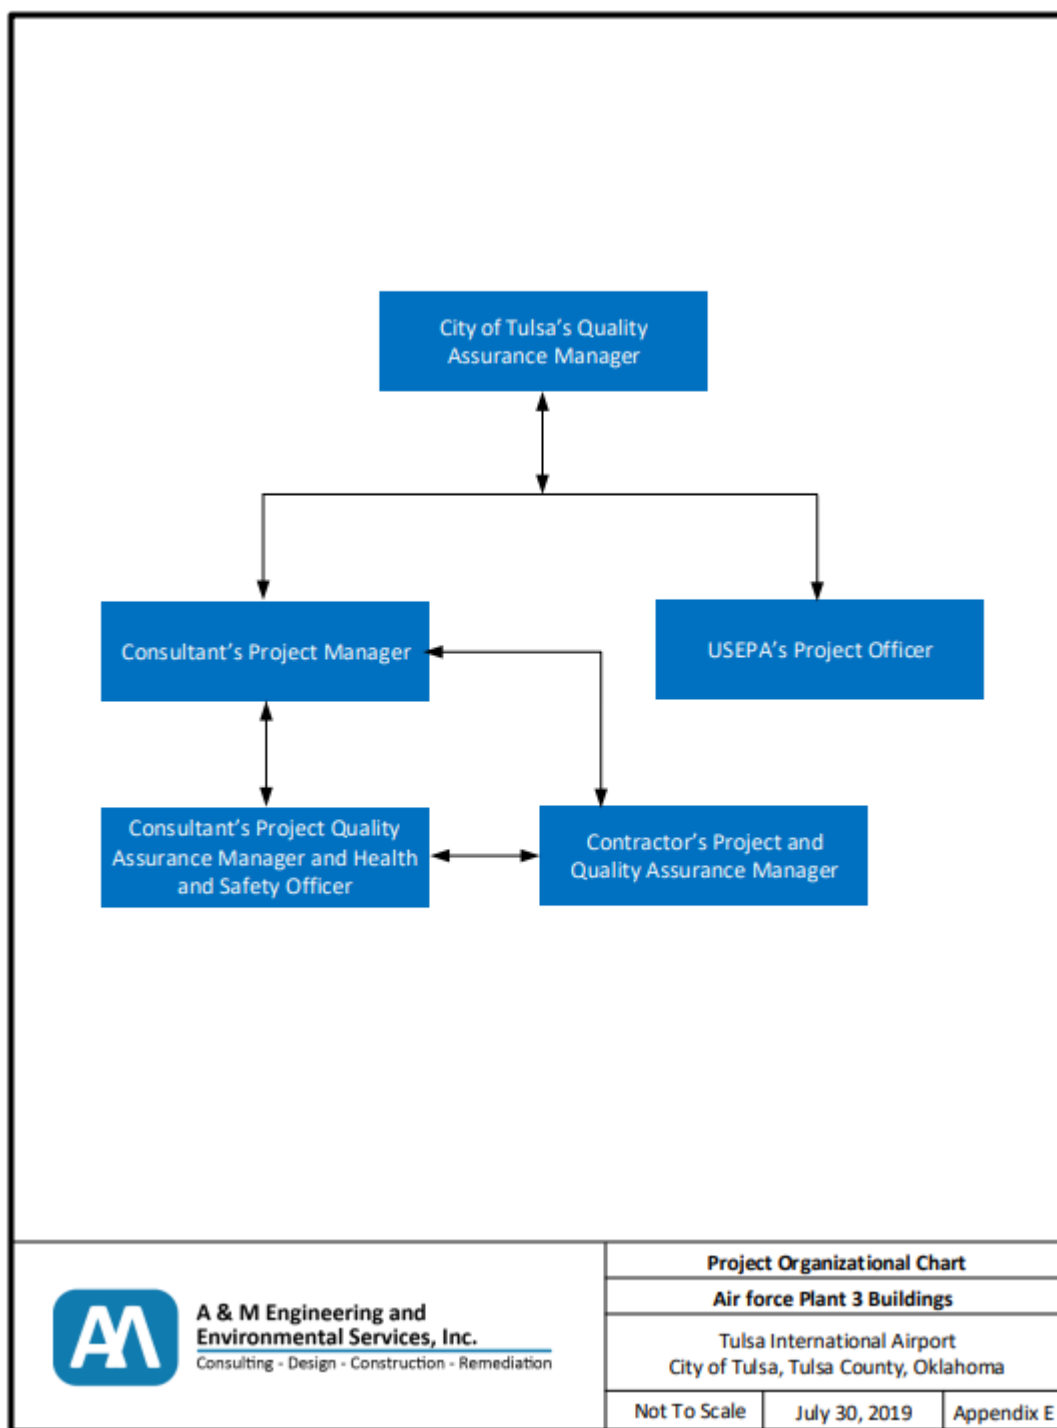 City of Tulsa's Quality
Assurance Manager
Consultant's Project Manager
USEPA's Project Officer
Consultant's Project Quality
Assurance Manager and Health
and Safety Officer
Contractor's Project and
Quality Assurance Manager
AM
A & M Engineering and
Environmental Services, Inc.
Consulting - Design - Construction - Remediation
Project Organizational Chart
Air force Plant 3 Buildings
Tulsa International Airport
City of Tulsa, Tulsa County, Oklahoma
Not To Scale
July 30, 2019
Appendix E